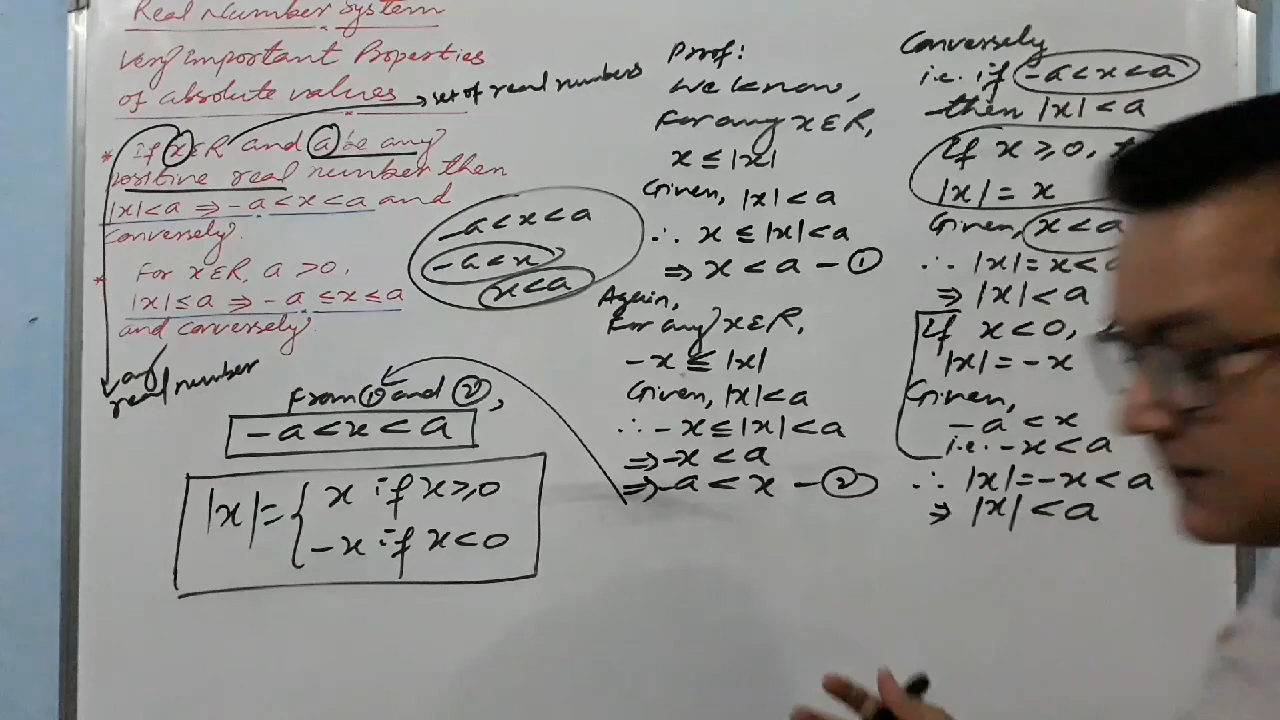 Real Number System
Very Important Properties
of absolute values → set of real numbers
* If x∈R and a be any
positive real number then
|x|<a ⇒ -a<x<a and
Conversely.
* For x∈R, a>0,
|x|≤a ⇒ -a≤x≤a
and conversely.
any
real number
-a<x<a
-a<x
x<a
From ① and ②,
-a<x<a
|x|= { x if x≥0
-x if x<0
Proof:
We know,
For any x∈R,
x≤|x|
Given, |x|<a
∴ x≤|x|<a
⇒ x<a - ①
Again,
For any x∈R,
-x≤|x|
Given, |x|<a
∴ -x≤|x|<a
⇒ -x<a
⇒ -a<x - ②
Conversely
i.e. if -a<x<a
then |x|<a
If x≥0,
|x|=x
Given, x<a
∴ |x|=x<a
⇒ |x|<a
If x<0,
|x|=-x
Given,
-a<x
i.e. -x<a
∴ |x|=-x<a
⇒ |x|<a